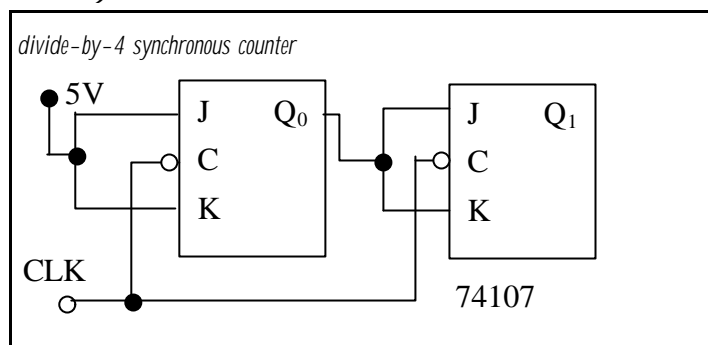 divide-by-4 synchronous counter
5V
J Q₀
C
K
J Q₁
C
K
CLK
74107